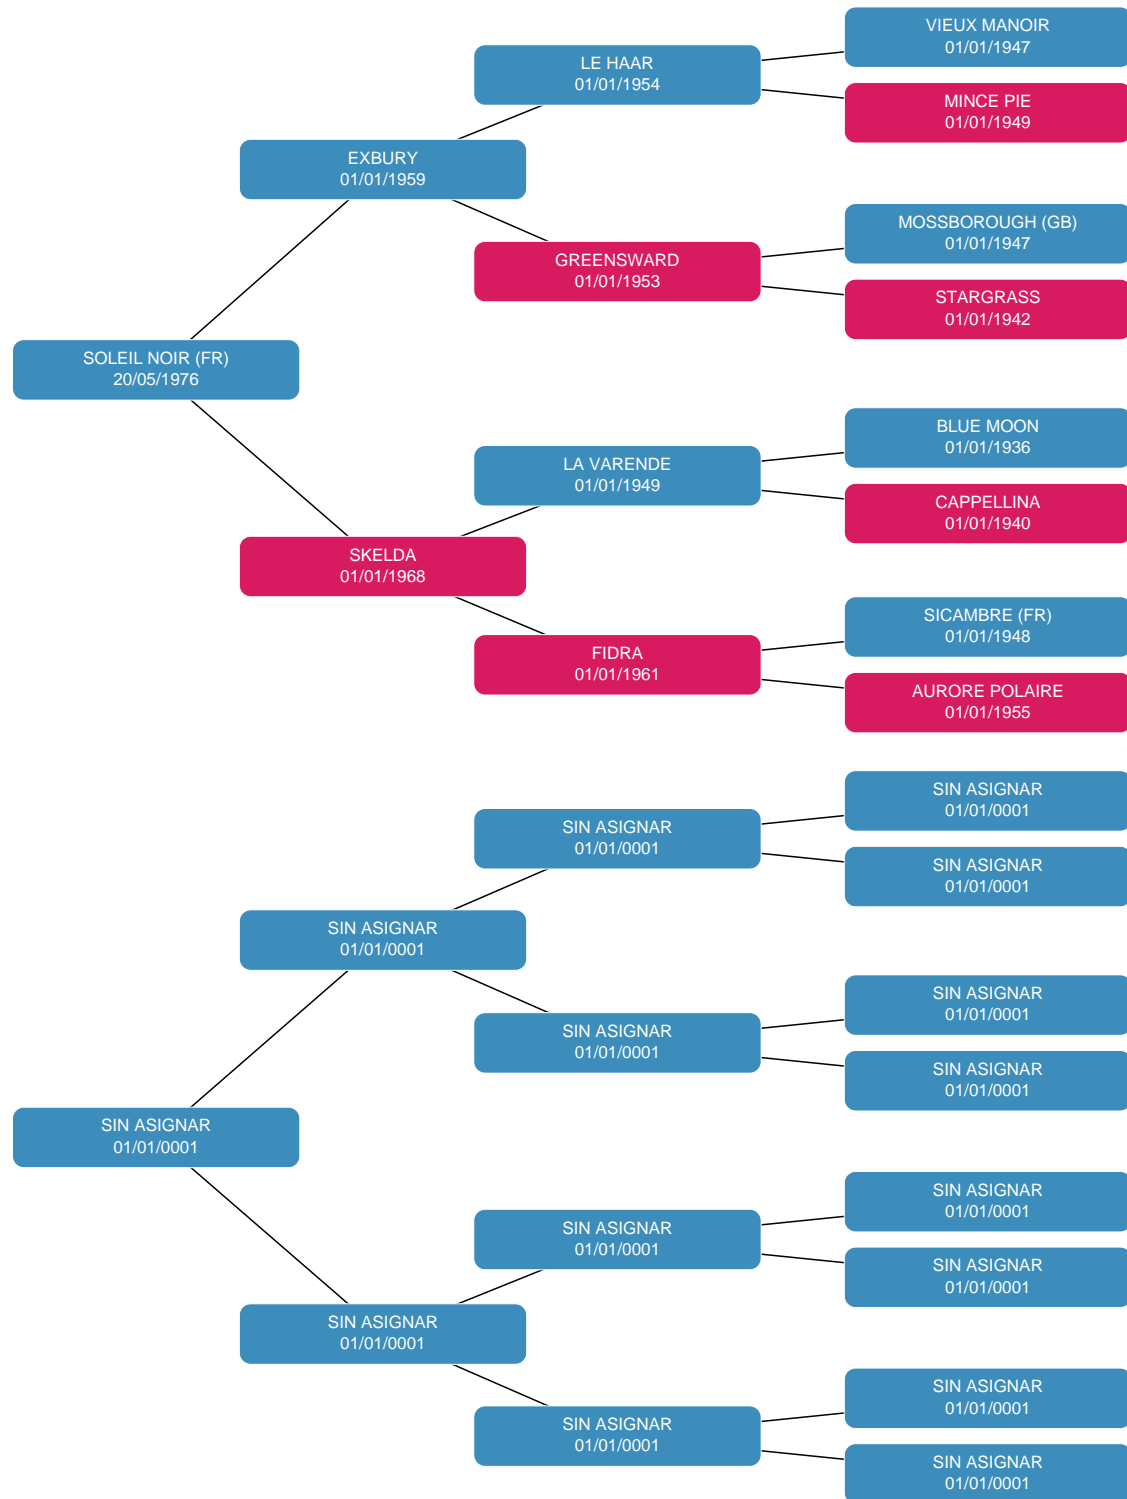 VIEUX MANOIR
01/01/1947
LE HAAR
01/01/1954
MINCE PIE
01/01/1949
EXBURY
01/01/1959
MOSSBOROUGH (GB)
01/01/1947
GREENSWARD
01/01/1953
STARGRASS
01/01/1942
SOLEIL NOIR (FR)
20/05/1976
BLUE MOON
01/01/1936
LA VARENDE
01/01/1949
CAPPELLINA
01/01/1940
SKELDA
01/01/1968
SICAMBRE (FR)
01/01/1948
FIDRA
01/01/1961
AURORE POLAIRE
01/01/1955
SIN ASIGNAR
01/01/0001
SIN ASIGNAR
01/01/0001
SIN ASIGNAR
01/01/0001
SIN ASIGNAR
01/01/0001
SIN ASIGNAR
01/01/0001
SIN ASIGNAR
01/01/0001
SIN ASIGNAR
01/01/0001
SIN ASIGNAR
01/01/0001
SIN ASIGNAR
01/01/0001
SIN ASIGNAR
01/01/0001
SIN ASIGNAR
01/01/0001
SIN ASIGNAR
01/01/0001
SIN ASIGNAR
01/01/0001
SIN ASIGNAR
01/01/0001
SIN ASIGNAR
01/01/0001